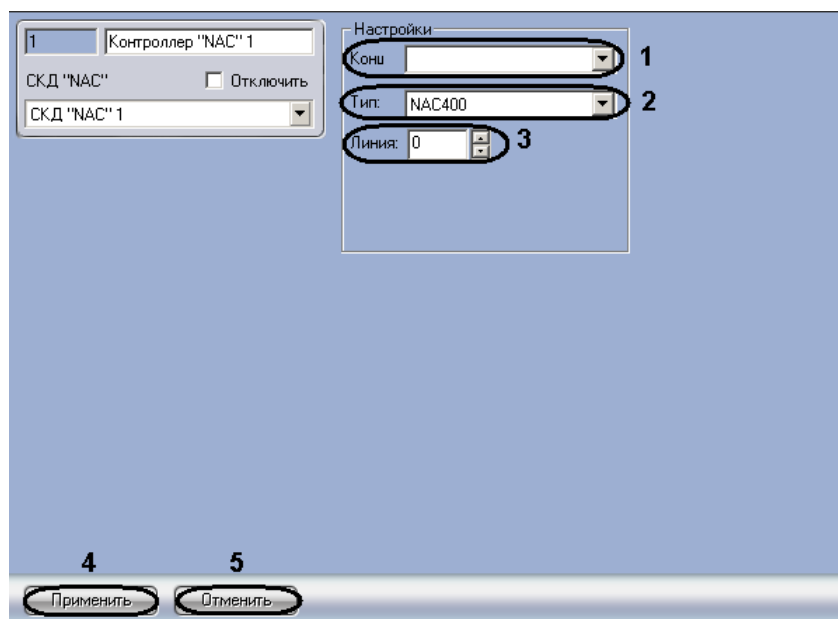 1 Контроллер "NAC" 1
СКД "NAC" Отключить
СКД "NAC" 1
Настройки
Конц 1
Тип: NAC400 2
Линия: 0 3
4 5
Применить Отменить